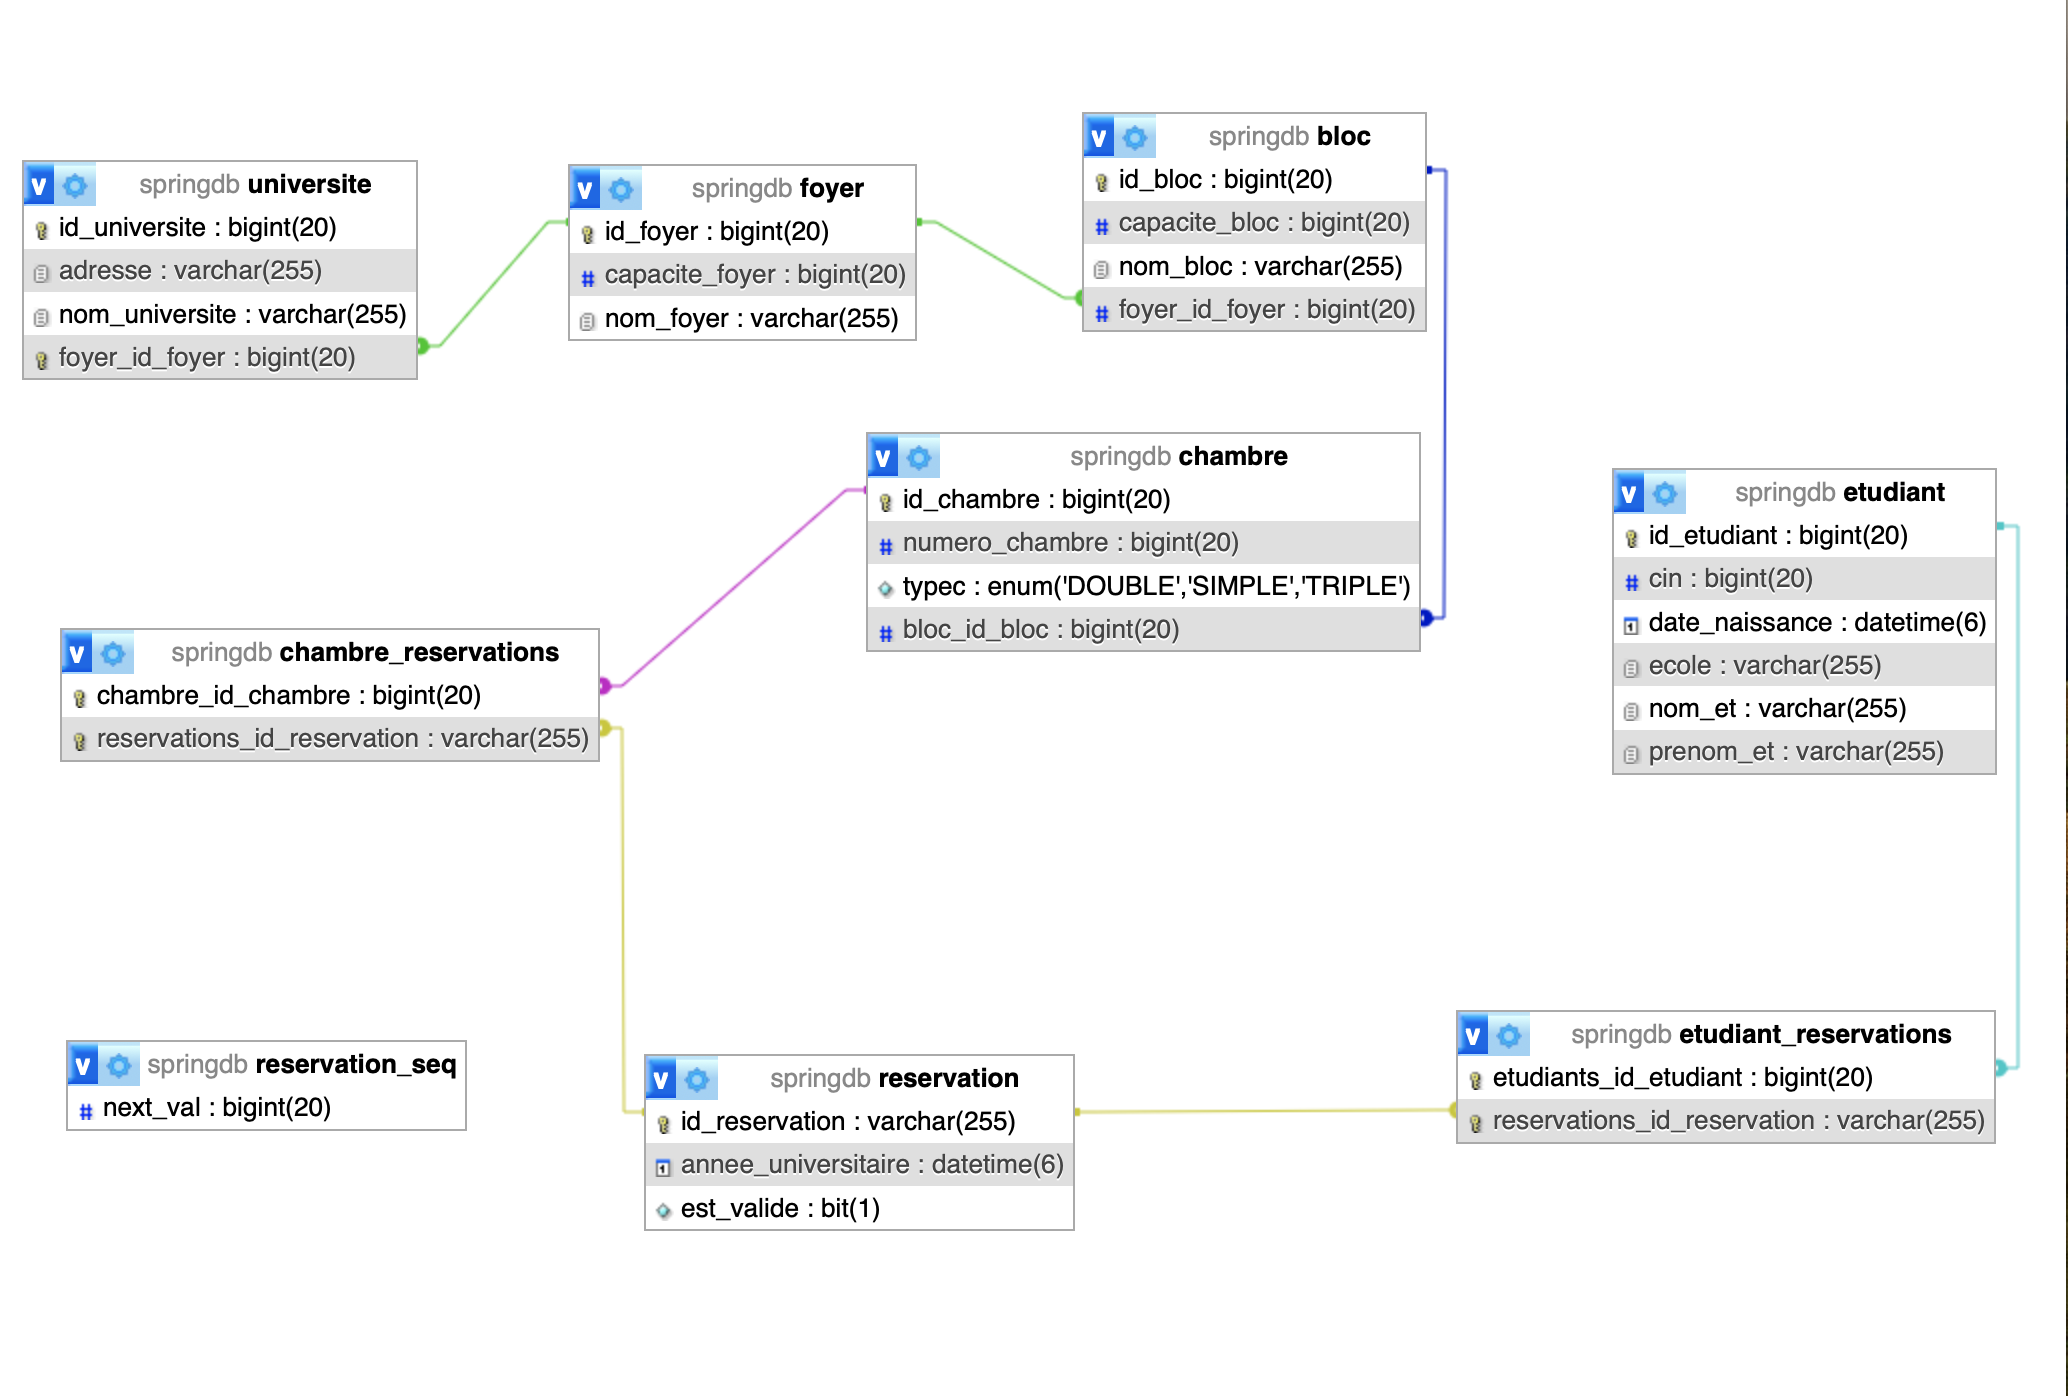 v springdb universite
id_universite : bigint(20)
adresse : varchar(255)
nom_universite : varchar(255)
foyer_id_foyer : bigint(20)
v springdb foyer
id_foyer : bigint(20)
# capacite_foyer : bigint(20)
nom_foyer : varchar(255)
v springdb bloc
id_bloc : bigint(20)
# capacite_bloc : bigint(20)
nom_bloc : varchar(255)
# foyer_id_foyer : bigint(20)
v springdb chambre
id_chambre : bigint(20)
# numero_chambre : bigint(20)
typec : enum('DOUBLE','SIMPLE','TRIPLE')
# bloc_id_bloc : bigint(20)
v springdb etudiant
id_etudiant : bigint(20)
# cin : bigint(20)
date_naissance : datetime(6)
ecole : varchar(255)
nom_et : varchar(255)
prenom_et : varchar(255)
v springdb chambre_reservations
chambre_id_chambre : bigint(20)
reservations_id_reservation : varchar(255)
v springdb reservation_seq
# next_val : bigint(20)
v springdb reservation
id_reservation : varchar(255)
annee_universitaire : datetime(6)
est_valide : bit(1)
v springdb etudiant_reservations
etudiants_id_etudiant : bigint(20)
reservations_id_reservation : varchar(255)